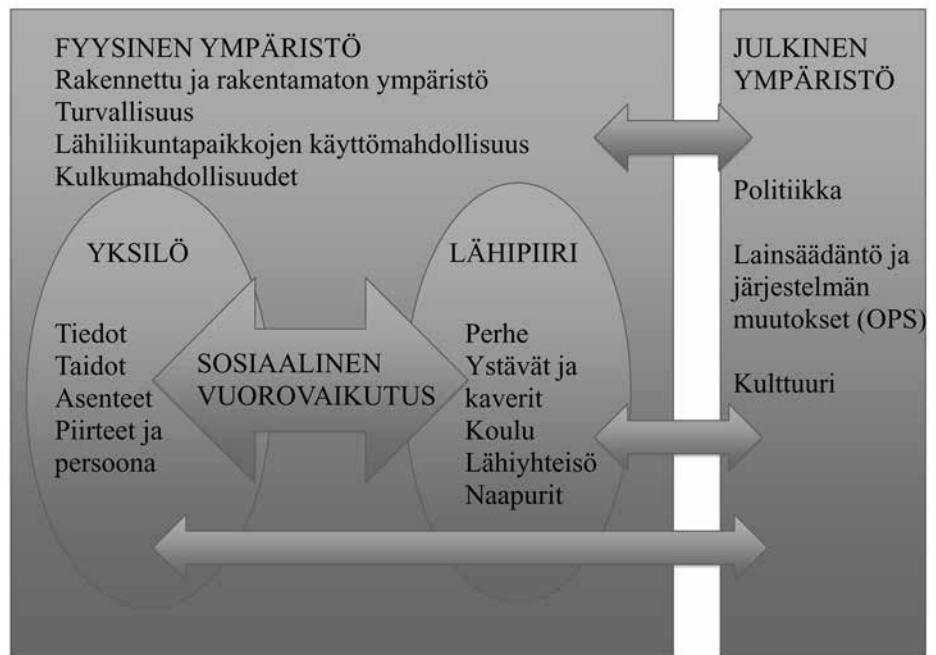 FYYSINEN YMPÄRISTÖ
Rakennettu ja rakentamaton ympäristö
Turvallisuus
Lähiliikuntapaikkojen käyttömahdollisuus
Kulkumahdollisuudet
YKSILÖ
Tiedot
Taidot
Asenteet
Piirteet ja
persoona
SOSIAALINEN
VUOROVAIKUTUS
LÄHIPIIRI
Perhe
Ystävät ja
kaverit
Koulu
Lähiyhteisö
Naapurit
JULKINEN
YMPÄRISTÖ
Politiikka
Lainsäädäntö ja
järjestelmän
muutokset (OPS)
Kulttuuri